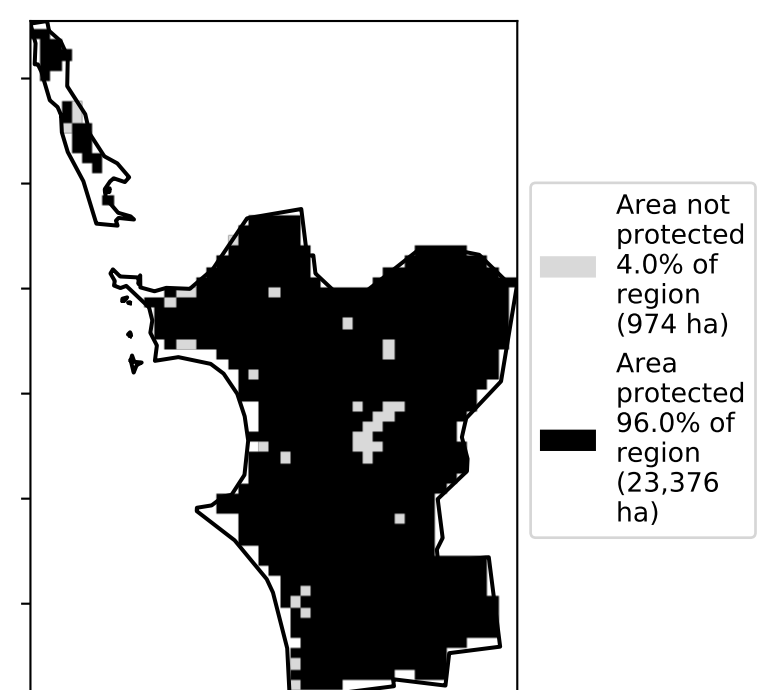 Area not
protected
4.0% of
region
(974 ha)
Area
protected
96.0% of
region
(23,376
ha)